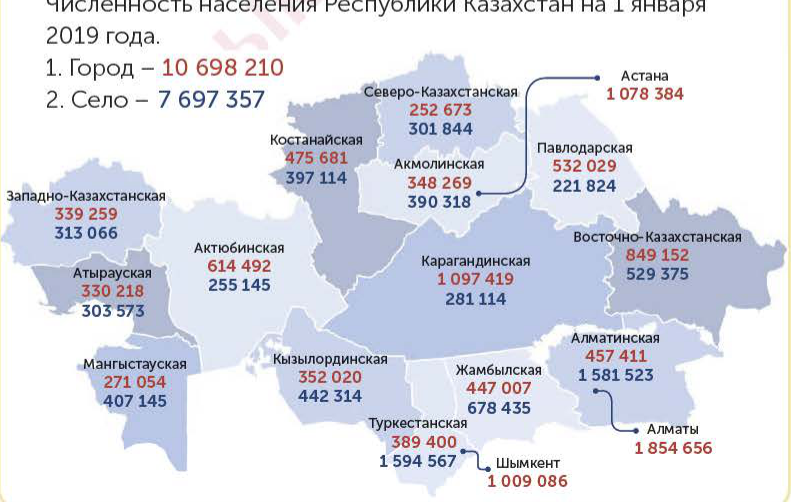 Численность населения Республики Казахстан на 1 января
2019 года.
1. Город – 10 698 210
2. Село – 7 697 357
Астана
1 078 384
Северо-Казахстанская
252 673
301 844
Костанайская
475 681
397 114
Акмолинская
348 269
390 318
Павлодарская
532 029
221 824
Западно-Казахстанская
339 259
313 066
Актюбинская
614 492
255 145
Карагандинская
1 097 419
281 114
Восточно-Казахстанская
849 152
529 375
Атырауская
330 218
303 573
Мангыстауская
271 054
407 145
Кызылординская
352 020
442 314
Жамбылская
447 007
678 435
Алматинская
457 411
1 581 523
Туркестанская
389 400
1 594 567
Алматы
1 854 656
Шымкент
1 009 086